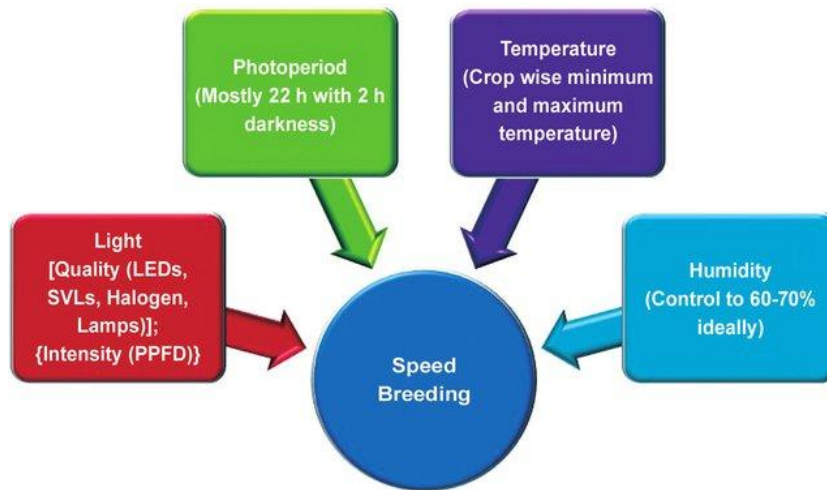 Photoperiod
(Mostly 22 h with 2 h
darkness)
Temperature
(Crop wise minimum
and maximum
temperature)
Light
[Quality (LEDs,
SVLs, Halogen,
Lamps)];
{Intensity (PPFD)}
Humidity
(Control to 60-70%
ideally)
Speed
Breeding